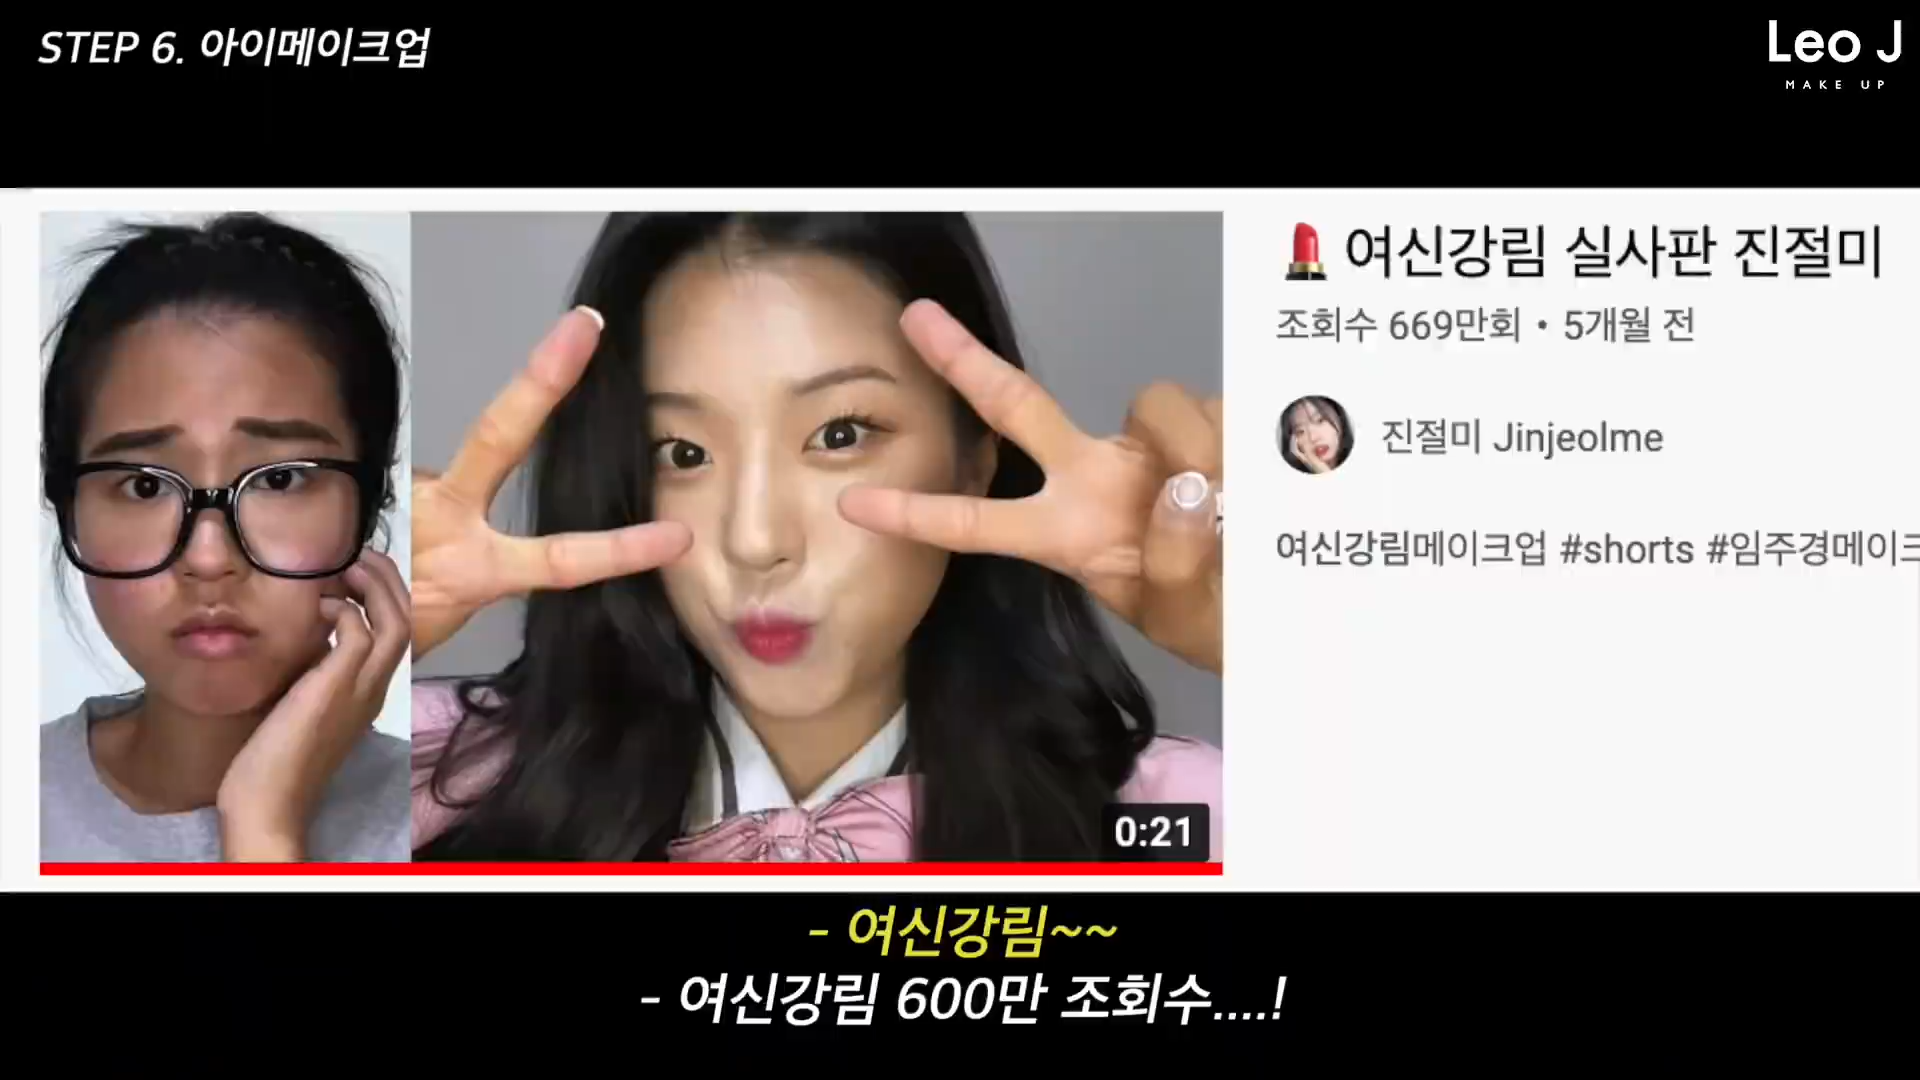 STEP 6. 아이메이크업
Leo J
MAKE UP
💄 여신강림 실사판 진절미
조회수 669만회 • 5개월 전
진절미 Jinjeolme
여신강림메이크업 #shorts #임주경메이크
0:21
- 여신강림~~
- 여신강림 600만 조회수....!